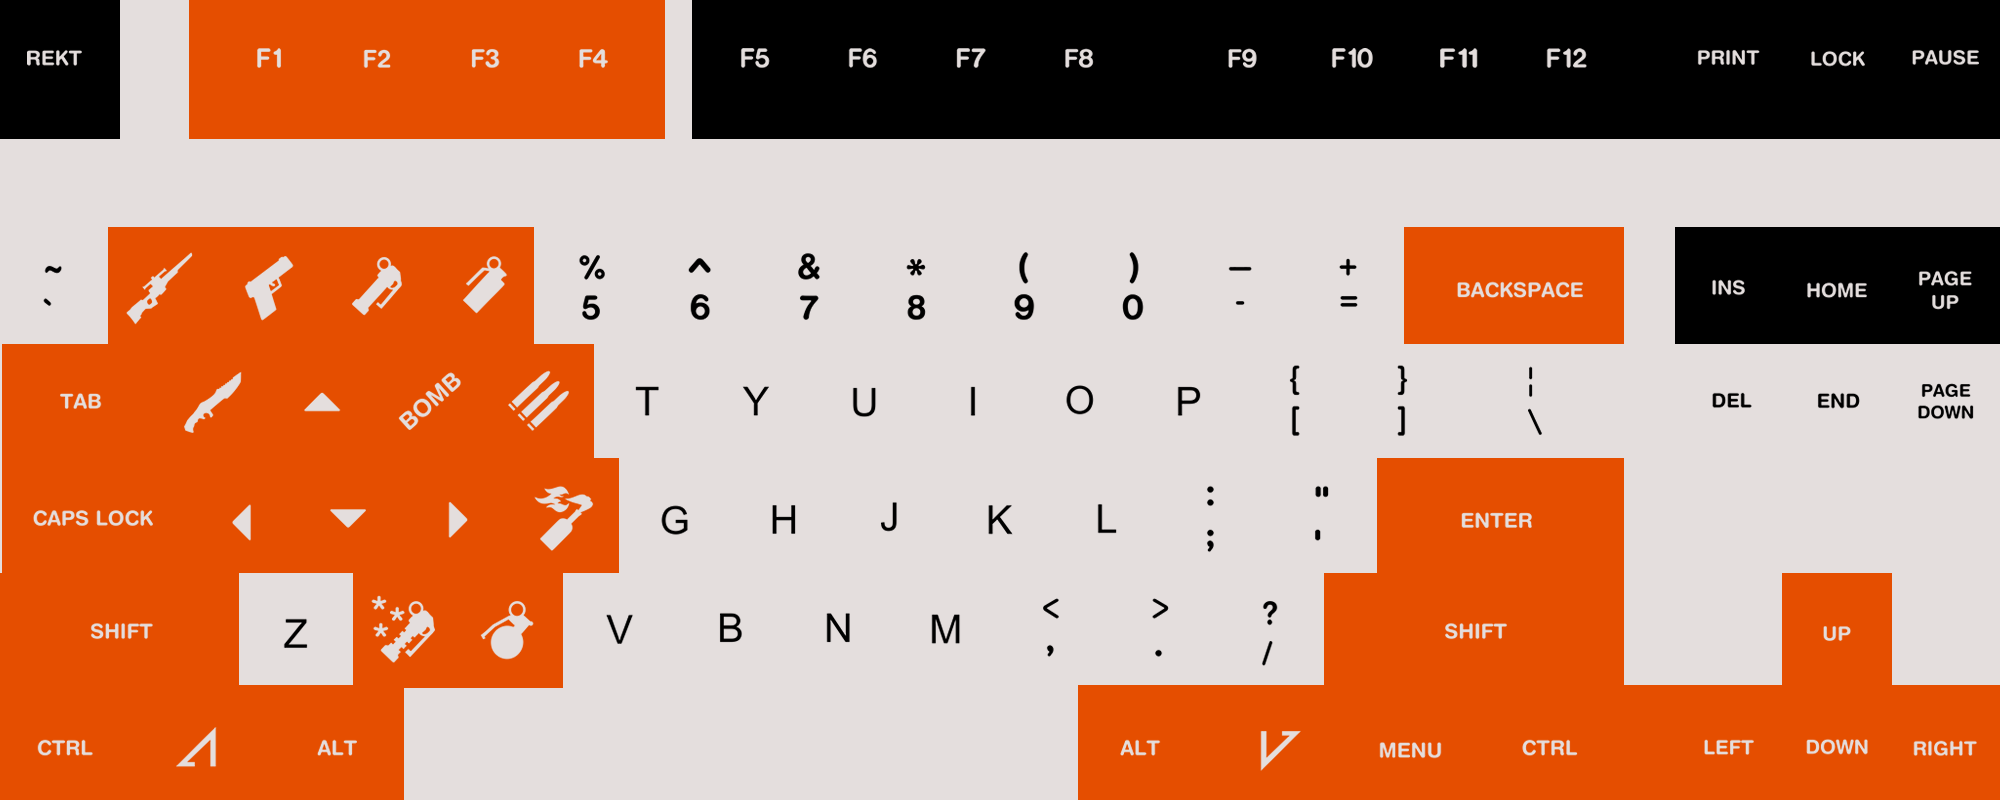 REKT F1 F2 F3 F4 F5 F6 F7 F8 F9 F10 F11 F12 PRINT LOCK PAUSE
~ % ^ & * ( ) — +
` 5 6 7 8 9 0 - =
BACKSPACE INS HOME PAGE UP
TAB BOMB T Y U I O P { } ¦
[ ] \
DEL END PAGE DOWN
CAPS LOCK G H J K L : "
; '
ENTER
SHIFT Z V B N M < > ?
, . /
SHIFT UP
CTRL ALT ALT MENU CTRL LEFT DOWN RIGHT